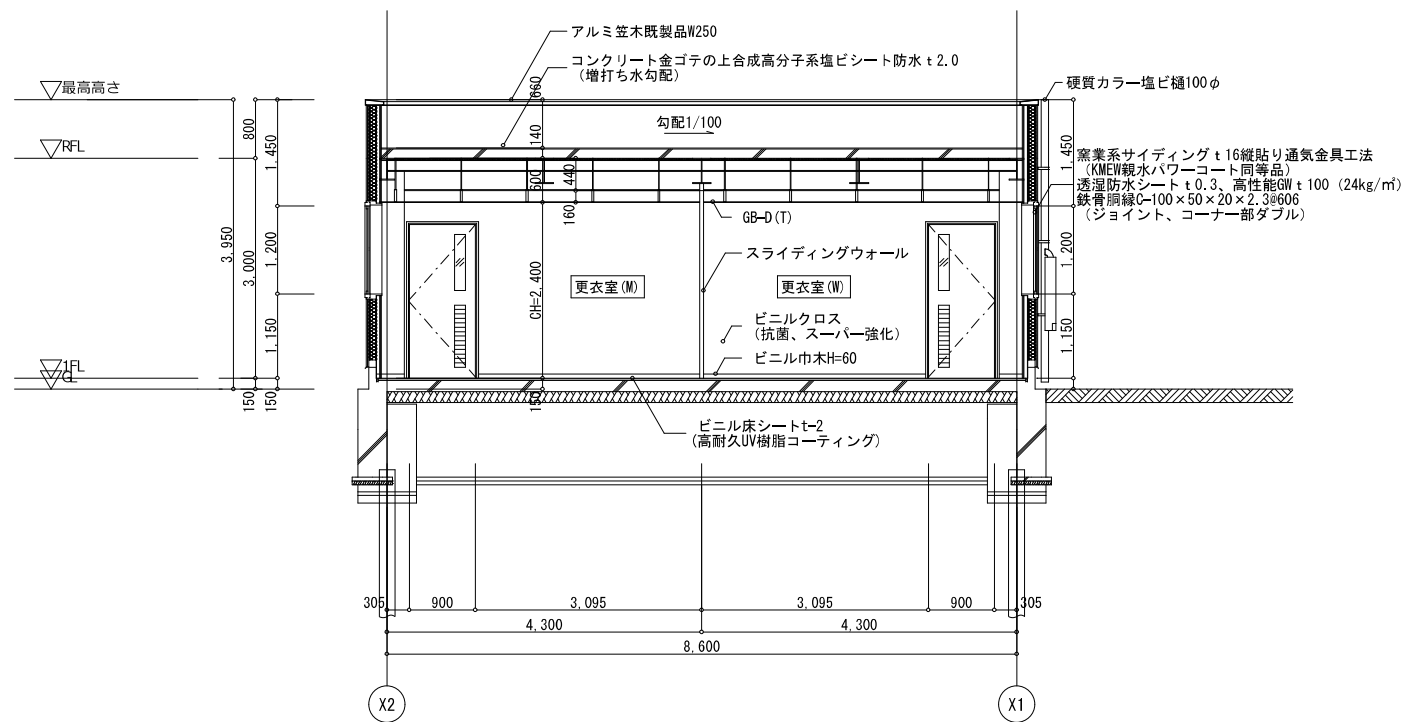 アルミ笠木既製品W250
コンクリート金ゴテの上合成高分子系塩ビシート防水ｔ2.0
（増打ち水勾配）
最高高さ
硬質カラー塩ビ樋100φ
660
800
1,450
140
勾配1/100
1,450
RFL
窯業系サイディングｔ16縦貼り通気金具工法
（KMEW親水パワーコート同等品）
透湿防水シートｔ0.3、高性能GWｔ100（24kg/㎥）
鉄骨胴縁C-100×50×20×2.3@606
（ジョイント、コーナー部ダブル）
600
440
160
GB-D(T)
3,950
3,000
1,200
1,200
スライディングウォール
CH=2,400
更衣室(M)
更衣室(W)
ビニルクロス
(抗菌、スーパー強化)
1,150
1,150
ビニル巾木H=60
1FL
GL
150
150
150
ビニル床シートt-2
(高耐久UV樹脂コーティング)
305
900
3,095
3,095
900
305
4,300
4,300
8,600
X2
X1